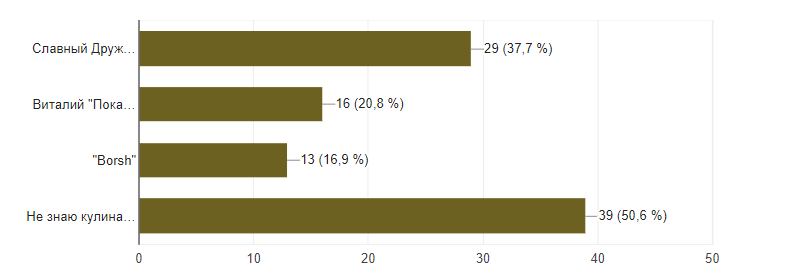 Славный Друж...
29 (37,7 %)
Виталий "Пока...
16 (20,8 %)
"Borsh"
13 (16,9 %)
Не знаю кулина...
39 (50,6 %)
0
10
20
30
40
50